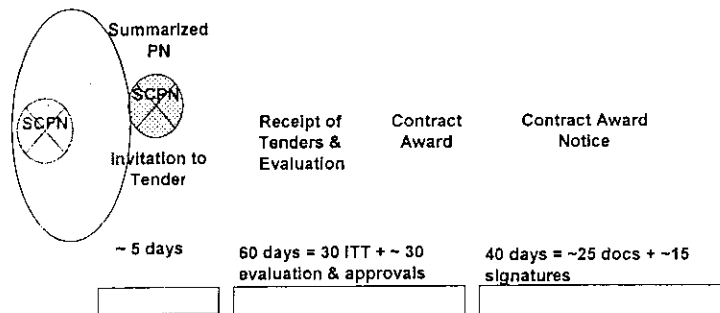 Summarized
PN
SCPN
SCPN
Invitation to
Tender
Receipt of
Tenders &
Evaluation
Contract
Award
Contract Award
Notice
~ 5 days
60 days = 30 ITT + ~ 30
evaluation & approvals
40 days = ~25 docs + ~15
signatures